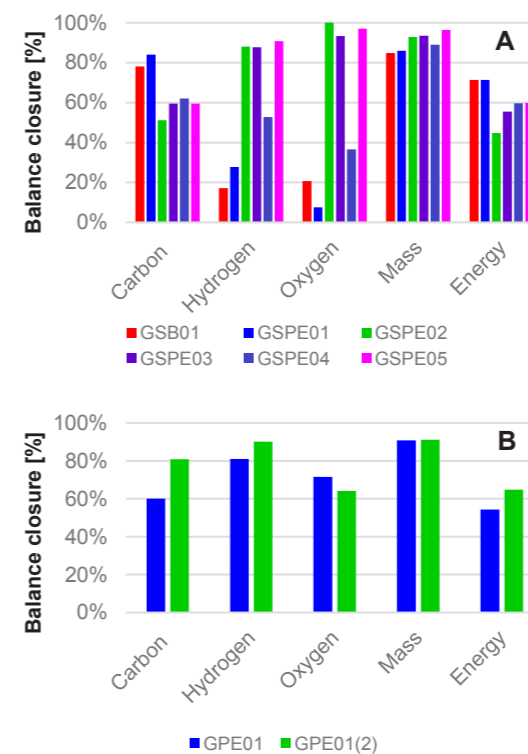 Balance closure [%]
100%
80%
60%
40%
20%
0%
A
Carbon
Hydrogen
Oxygen
Mass
Energy
GSB01 GSPE01 GSPE02
GSPE03 GSPE04 GSPE05
Balance closure [%]
100%
80%
60%
40%
20%
0%
B
Carbon
Hydrogen
Oxygen
Mass
Energy
GPE01 GPE01(2)